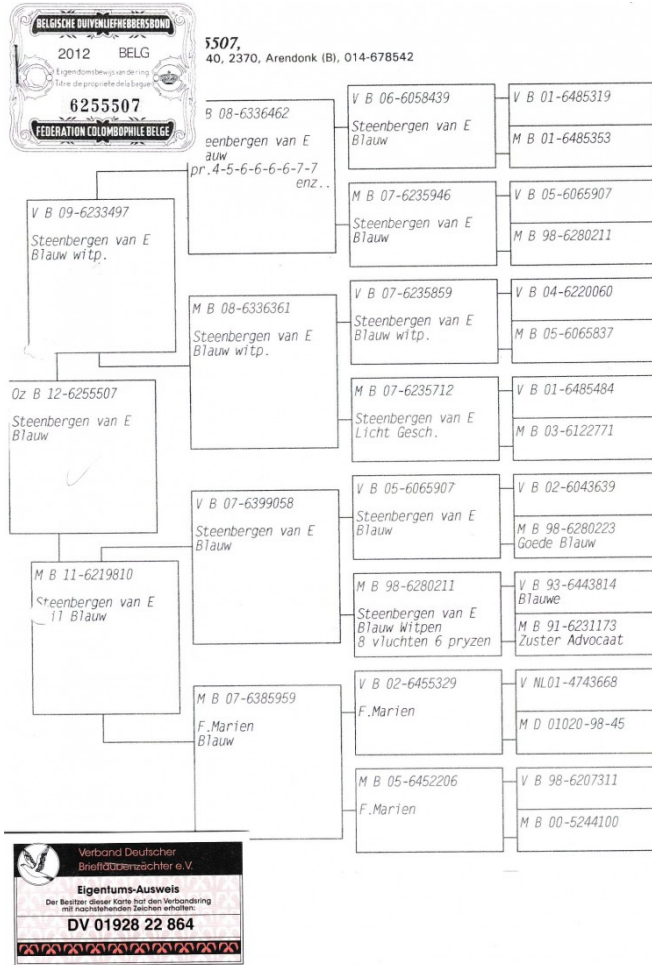 BELGISCHE DUIVENLIEFHEBBERSBOND
2012 BELG
Eigendomsbewijs van de ring
Titre de propriete de la bague
6255507
FEDERATION COLOMBOPHILE BELGE
5507,
40, 2370, Arendonk (B), 014-678542
Oz B 12-6255507
Steenbergen van E
Blauw
V B 09-6233497
Steenbergen van E
Blauw witp.
M B 11-6219810
Steenbergen van E
Blauw
B 08-6336462
eenbergen van E
auw
pr.4-5-6-6-6-6-7-7
enz..
M B 08-6336361
Steenbergen van E
Blauw witp.
V B 07-6399058
Steenbergen van E
Blauw
M B 07-6385959
F.Marien
Blauw
V B 06-6058439
Steenbergen van E
Blauw
M B 07-6235946
Steenbergen van E
Blauw
V B 07-6235859
Steenbergen van E
Blauw witp.
M B 07-6235712
Steenbergen van E
Licht Gesch.
V B 05-6065907
Steenbergen van E
Blauw
M B 98-6280211
Steenbergen van E
Blauw Witpen
8 vluchten 6 pryzen
V B 02-6455329
F.Marien
M B 05-6452206
F.Marien
V B 01-6485319
M B 01-6485353
V B 05-6065907
M B 98-6280211
V B 04-6220060
M B 05-6065837
V B 01-6485484
M B 03-6122771
V B 02-6043639
M B 98-6280223
Goede Blauw
V B 93-6443814
Blauwe
M B 91-6231173
Zuster Advocaat
V NL01-4743668
M D 01020-98-45
V B 98-6207311
M B 00-5244100
Verband Deutscher
Brieftaubenzüchter e.V.
Eigentums-Ausweis
Der Besitzer dieser Karte hat den Verbandsring
mit nachstehenden Zeichen erhalten:
DV 01928 22 864